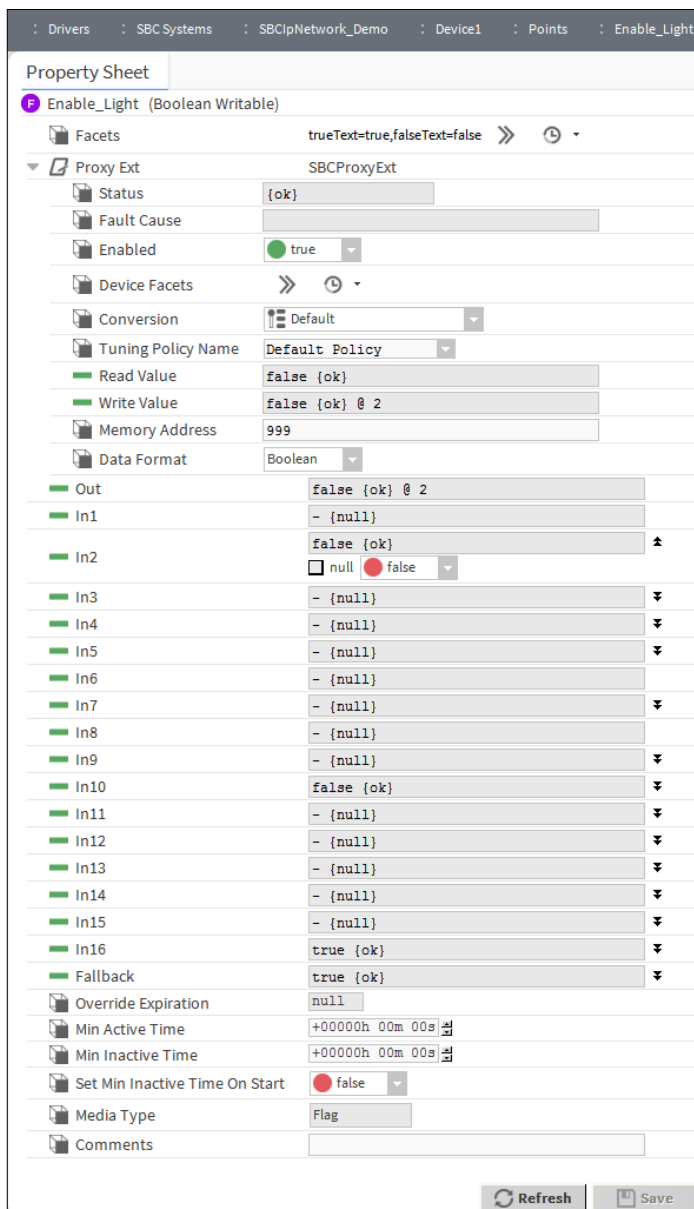 : Drivers : SBC Systems : SBCIpNetwork_Demo : Device1 : Points : Enable_Light
Property Sheet
F Enable_Light (Boolean Writable)
Facets trueText=true,falseText=false
Proxy Ext SBCProxyExt
Status {ok}
Fault Cause
Enabled true
Device Facets
Conversion Default
Tuning Policy Name Default Policy
Read Value false {ok}
Write Value false {ok} @ 2
Memory Address 999
Data Format Boolean
Out false {ok} @ 2
In1 - {null}
false {ok}
In2
null false
In3 - {null}
In4 - {null}
In5 - {null}
In6 - {null}
In7 - {null}
In8 - {null}
In9 - {null}
In10 false {ok}
In11 - {null}
In12 - {null}
In13 - {null}
In14 - {null}
In15 - {null}
In16 true {ok}
Fallback true {ok}
Override Expiration null
Min Active Time +00000h 00m 00s
Min Inactive Time +00000h 00m 00s
Set Min Inactive Time On Start false
Media Type Flag
Comments
Refresh Save